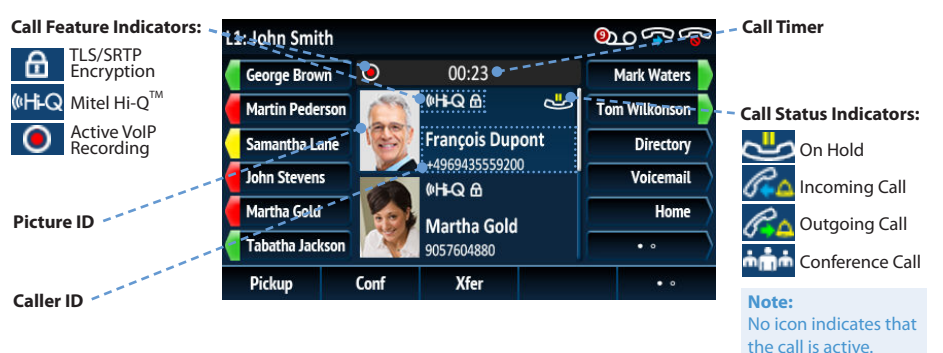 Call Feature Indicators:
TLS/SRTP
Encryption
Hi-Q Mitel Hi-Q™
Active VoIP
Recording
Picture ID
Caller ID
L1: John Smith
9
George Brown
Martin Pederson
Samantha Lane
John Stevens
Martha Gold
Tabatha Jackson
00:23
Hi-Q
François Dupont
+4969435559200
Hi-Q
Martha Gold
9057604880
Mark Waters
Tom Wilkonson
Directory
Voicemail
Home
Pickup Conf Xfer
Call Timer
Call Status Indicators:
On Hold
Incoming Call
Outgoing Call
Conference Call
Note:
No icon indicates that
the call is active.